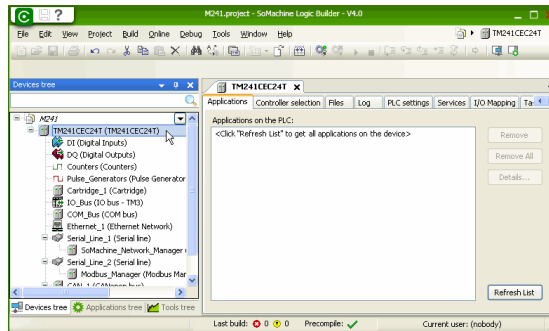 M241.project - SoMachine Logic Builder - V4.0
File Edit View Project Build Online Debug Tools Window Help
TM241CEC24T
Devices tree
TM241CEC24T
Applications Controller selection Files Log PLC settings Services I/O Mapping Ta
M241
TM241CEC24T (TM241CEC24T)
DI (Digital Inputs)
DQ (Digital Outputs)
Counters (Counters)
Pulse_Generators (Pulse Generator
Cartridge_1 (Cartridge)
IO_Bus (IO bus - TM3)
COM_Bus (COM bus)
Ethernet_1 (Ethernet Network)
Serial_Line_1 (Serial line)
SoMachine_Network_Manager
Serial_Line_2 (Serial line)
Modbus_Manager (Modbus Mar
CAN_1 (CANopen bus)
Devices tree Applications tree Tools tree
Applications on the PLC:
<Click "Refresh List" to get all applications on the device>
Remove
Remove All
Details...
Refresh List
Last build: 0 0 Precompile: Current user: (nobody)